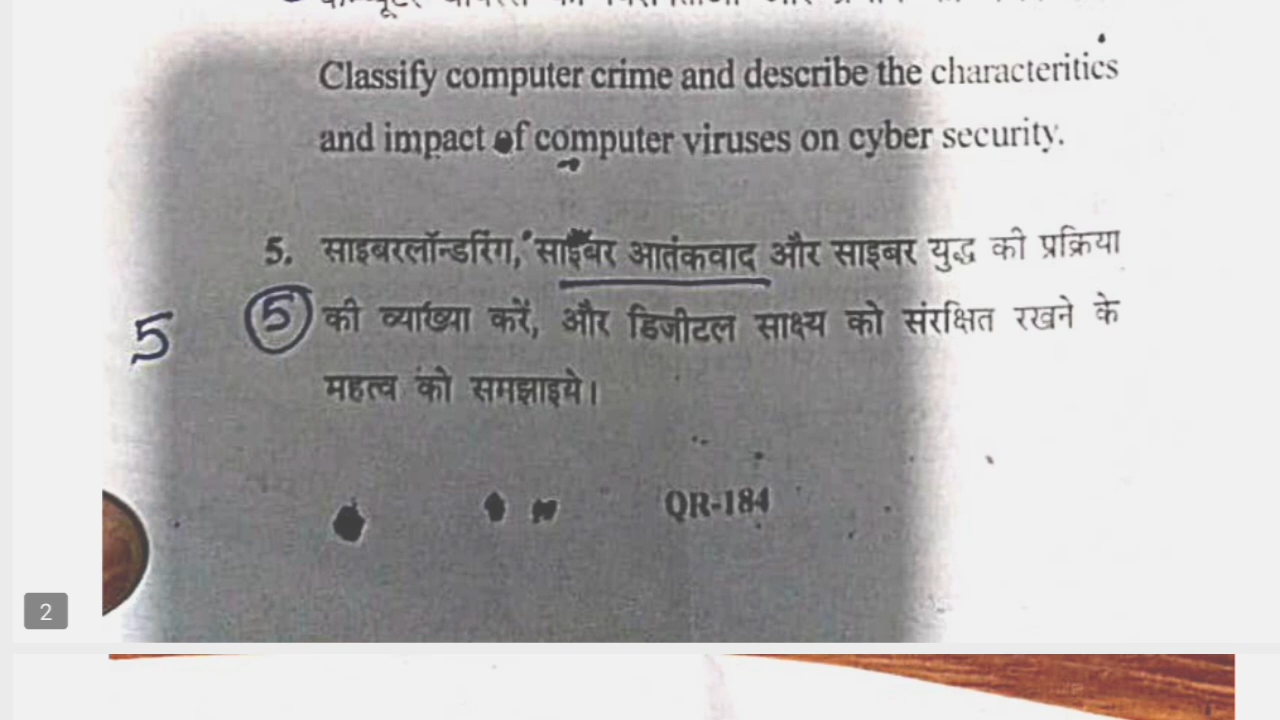 Classify computer crime and describe the characteritics
and impact of computer viruses on cyber security.
5. साइबरलॉन्डरिंग, साईबर आतंकवाद और साइबर युद्ध की प्रक्रिया
5 5 की व्याख्या करें, और डिजीटल साक्ष्य को संरक्षित रखने के
महत्व को समझाइये।
QR-184
2